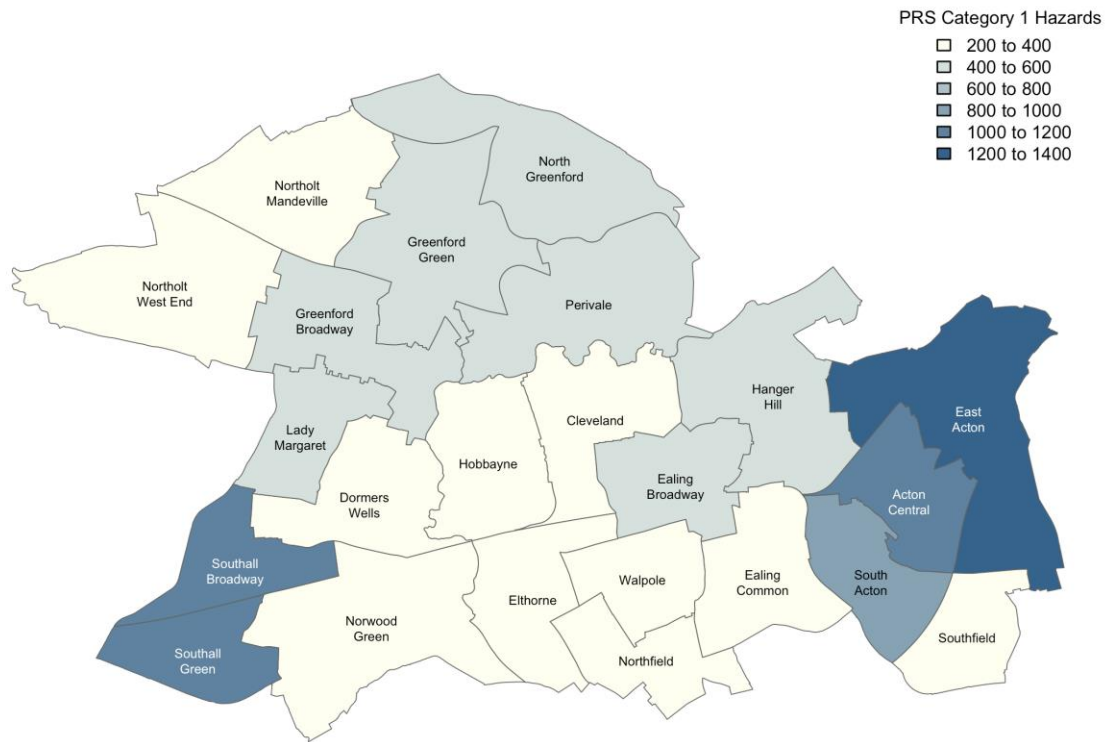 PRS Category 1 Hazards
200 to 400
400 to 600
600 to 800
800 to 1000
1000 to 1200
1200 to 1400
North
Greenford
Northolt
Mandeville
Greenford
Green
Northolt
West End
Perivale
Greenford
Broadway
Hanger
Hill
East
Acton
Cleveland
Lady
Margaret
Hobbayne
Ealing
Broadway
Dormers
Wells
Acton
Central
Southall
Broadway
Walpole
Ealing
Common
South
Acton
Elthorne
Norwood
Green
Southfield
Southall
Green
Northfield